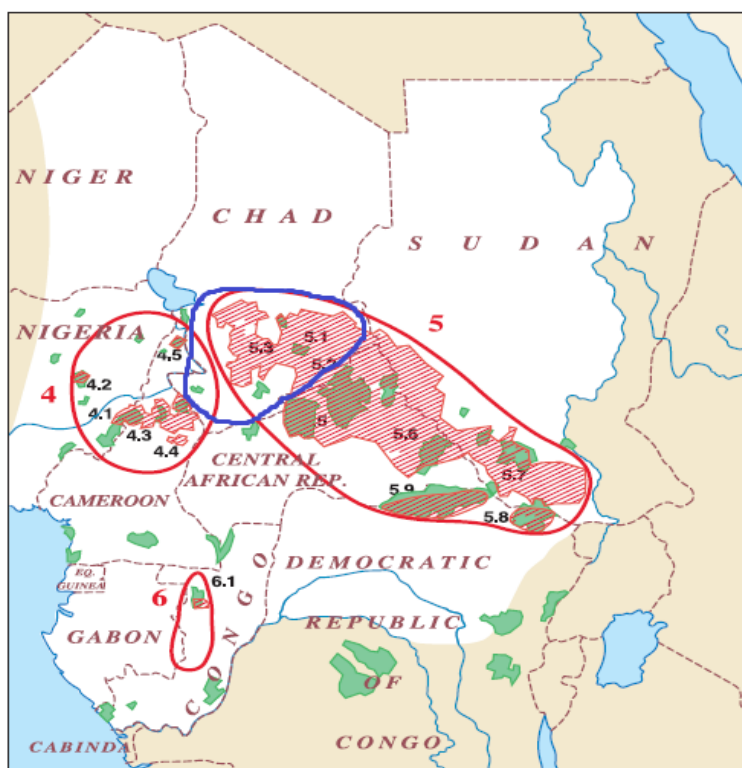 NIGER
CHAD
SUDAN
NIGERIA
5
5.1
4.5
5.3
5.2
4
4.2
4.1
4.3
5
5.6
4.4
CENTRAL
AFRICAN REP.
5.7
CAMEROON
5.9
5.8
DEMOCRATIC
EQ.
GUINEA
6
6.1
REPUBLIC
GABON
CONGO
OF
CABINDA
CONGO